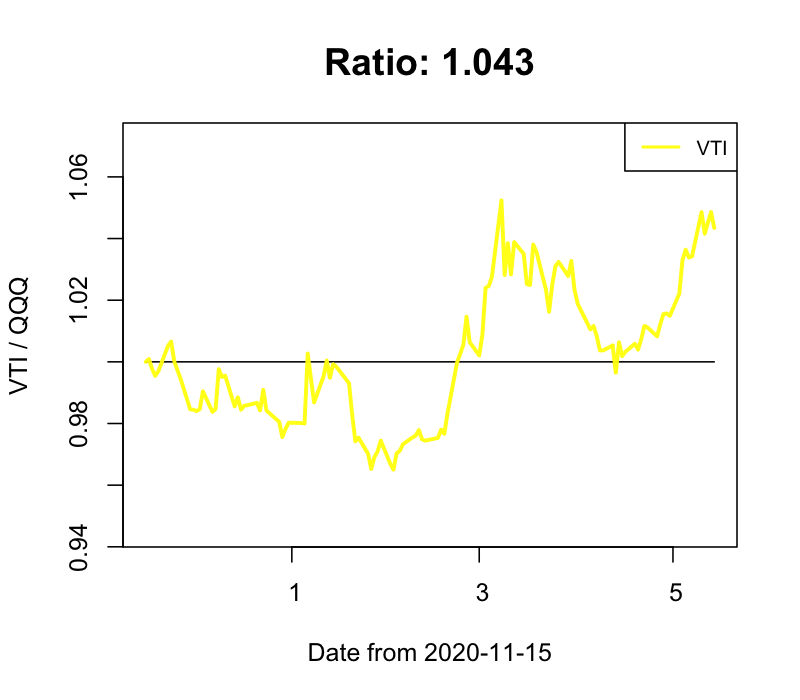 Ratio: 1.043
VTI
VTI / QQQ
1.06
1.02
0.98
0.94
1 3 5
Date from 2020-11-15